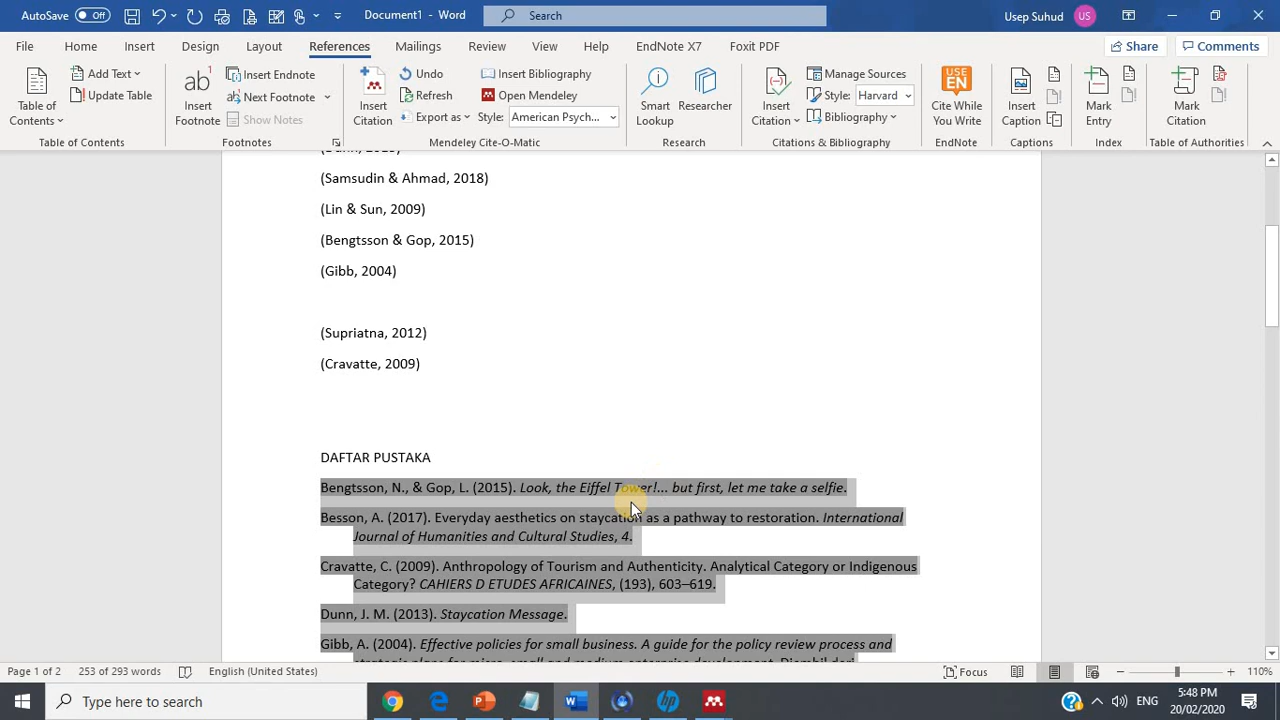 AutoSave Off Document1 - Word Search Usep Suhud US
File Home Insert Design Layout References Mailings Review View Help EndNote X7 Foxit PDF Share Comments
Table of Contents
Add Text
Update Table
Table of Contents
ab 1
Insert Footnote
Insert Endnote
Next Footnote
Show Notes
Footnotes
Insert Citation
Undo
Refresh
Export as
Insert Bibliography
Open Mendeley
Style: American Psych...
Mendeley Cite-O-Matic
Smart Lookup
Researcher
Research
Insert Citation
Manage Sources
Style: Harvard
Bibliography
Citations & Bibliography
USE EN
Cite While You Write
EndNote
Insert Caption
Captions
Mark Entry
Index
Mark Citation
Table of Authorities
(Samsudin & Ahmad, 2018)
(Lin & Sun, 2009)
(Bengtsson & Gop, 2015)
(Gibb, 2004)
(Supriatna, 2012)
(Cravatte, 2009)
DAFTAR PUSTAKA
Bengtsson, N., & Gop, L. (2015). Look, the Eiffel Tower!... but first, let me take a selfie.
Besson, A. (2017). Everyday aesthetics on staycation as a pathway to restoration. International
Journal of Humanities and Cultural Studies, 4.
Cravatte, C. (2009). Anthropology of Tourism and Authenticity. Analytical Category or Indigenous
Category? CAHIERS D ETUDES AFRICAINES, (193), 603–619.
Dunn, J. M. (2013). Staycation Message.
Gibb, A. (2004). Effective policies for small business. A guide for the policy review process and
Page 1 of 2 253 of 293 words English (United States) Focus 110%
Type here to search ENG 5:48 PM
20/02/2020